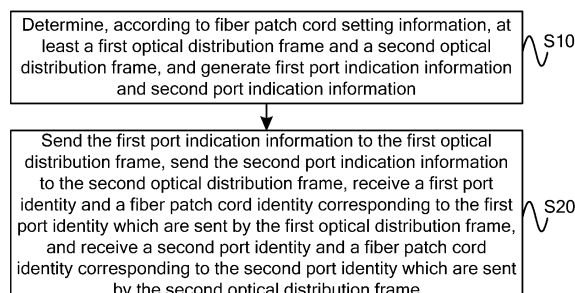 Determine, according to fiber patch cord setting information, at
least a first optical distribution frame and a second optical
distribution frame, and generate first port indication information
and second port indication information
S10
Send the first port indication information to the first optical
distribution frame, send the second port indication information
to the second optical distribution frame, receive a first port
identity and a fiber patch cord identity corresponding to the first
port identity which are sent by the first optical distribution frame,
and receive a second port identity and a fiber patch cord
identity corresponding to the second port identity which are sent
by the second optical distribution frame
S20